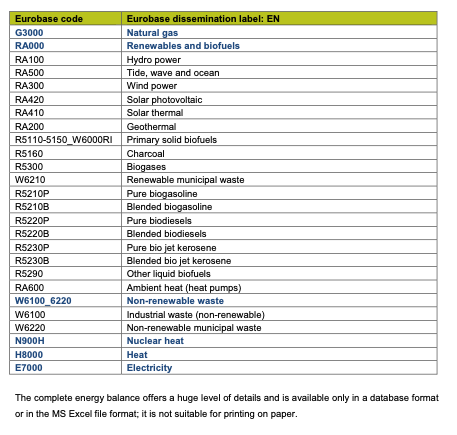 Eurobase code Eurobase dissemination label: EN
G3000 Natural gas
RA000 Renewables and biofuels
RA100 Hydro power
RA500 Tide, wave and ocean
RA300 Wind power
RA420 Solar photovoltaic
RA410 Solar thermal
RA200 Geothermal
R5110-5150_W6000RI Primary solid biofuels
R5160 Charcoal
R5300 Biogases
W6210 Renewable municipal waste
R5210P Pure biogasoline
R5210B Blended biogasoline
R5220P Pure biodiesels
R5220B Blended biodiesels
R5230P Pure bio jet kerosene
R5230B Blended bio jet kerosene
R5290 Other liquid biofuels
RA600 Ambient heat (heat pumps)
W6100_6220 Non-renewable waste
W6100 Industrial waste (non-renewable)
W6220 Non-renewable municipal waste
N900H Nuclear heat
H8000 Heat
E7000 Electricity
The complete energy balance offers a huge level of details and is available only in a database format
or in the MS Excel file format; it is not suitable for printing on paper.